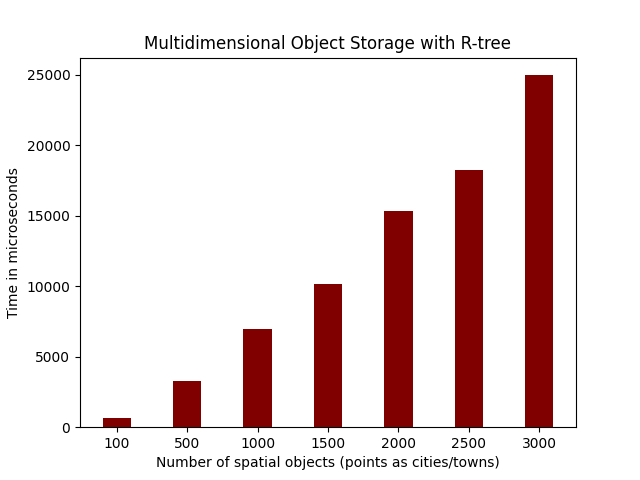 Multidimensional Object Storage with R-tree
Time in microseconds
25000
20000
15000
10000
5000
0
100 500 1000 1500 2000 2500 3000
Number of spatial objects (points as cities/towns)